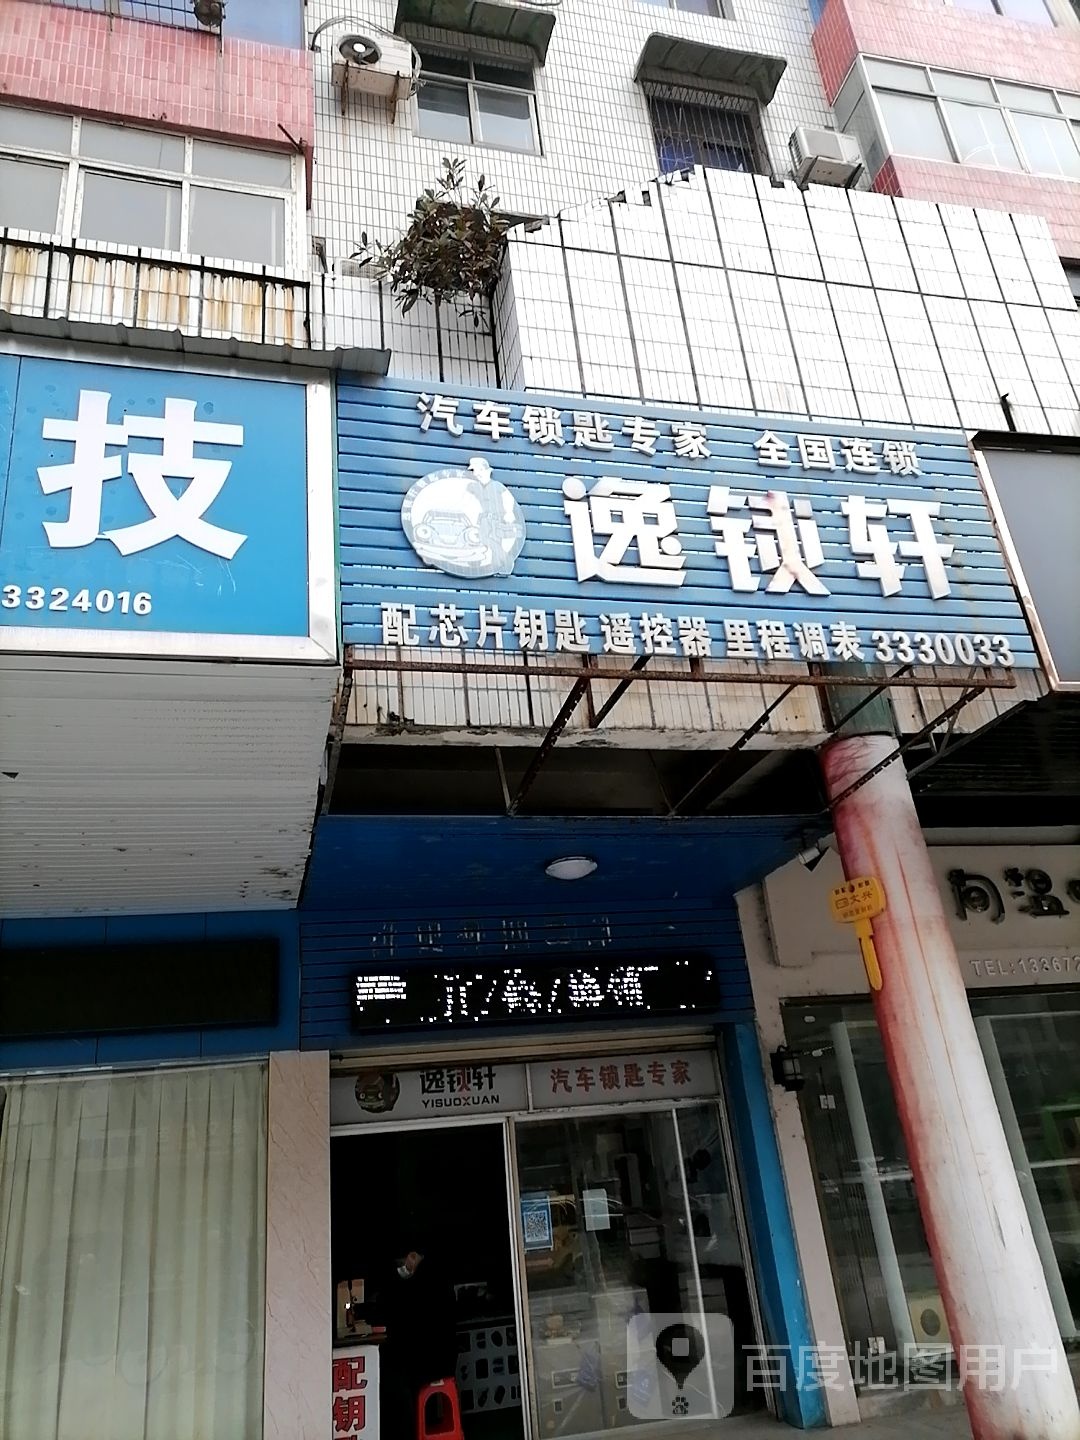 技
3324016
汽车锁匙专家 全国连锁
逸锁轩
配芯片钥匙 遥控器 里程调表 3330033
TEL:13367
逸锁轩
YISUOXUAN
汽车锁匙专家
配
钥
百度地图用户